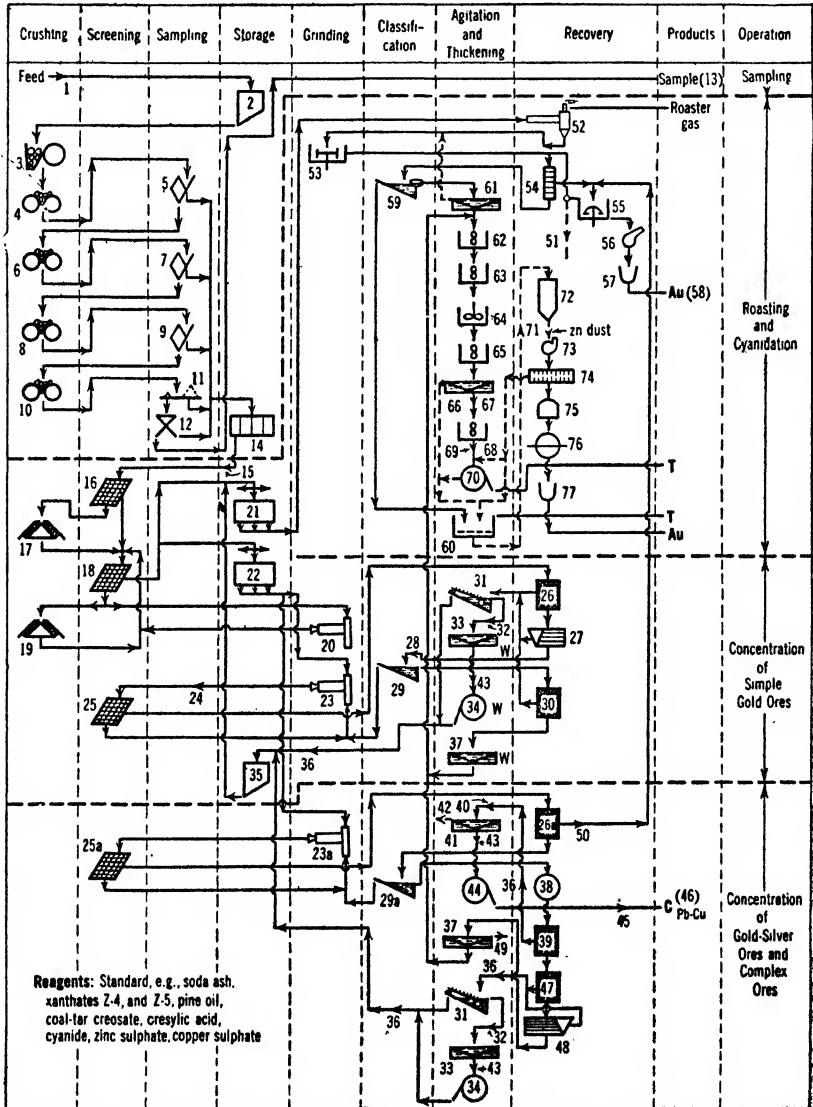 Crushing Screening Sampling Storage Grinding Classifi-cation Agitation and Thickening Recovery Products Operation
Feed 1 2 Sample (13) Sampling
Roaster gas
52
3
53
4 5 59 61 54 55
51 56
62 57
6 7 63 72 Au (58)
71 zn dust
64 73
8 9 65 74
Roasting and Cyanidation
66 67 75
10 11 8 68 76
12 14 69 70 T
15 77
16 21 60 T
17 Au
18 22 31 26
33 32 27
19 20 28 W
24 23 29 43 30
25 34 W
Concentration of Simple Gold Ores
36 37 W
35
42 40
25a 23a 41 43 26a 50
29a 44 36 38
45 C (46) Pb-Cu
37 49 39
36 47
31 48
36 32
33 43
34
Concentration of Gold-Silver Ores and Complex Ores
Reagents: Standard, e.g., soda ash,
xanthates Z-4, and Z-5, pine oil,
coal-tar creosate, cresylic acid,
cyanide, zinc sulphate, copper sulphate